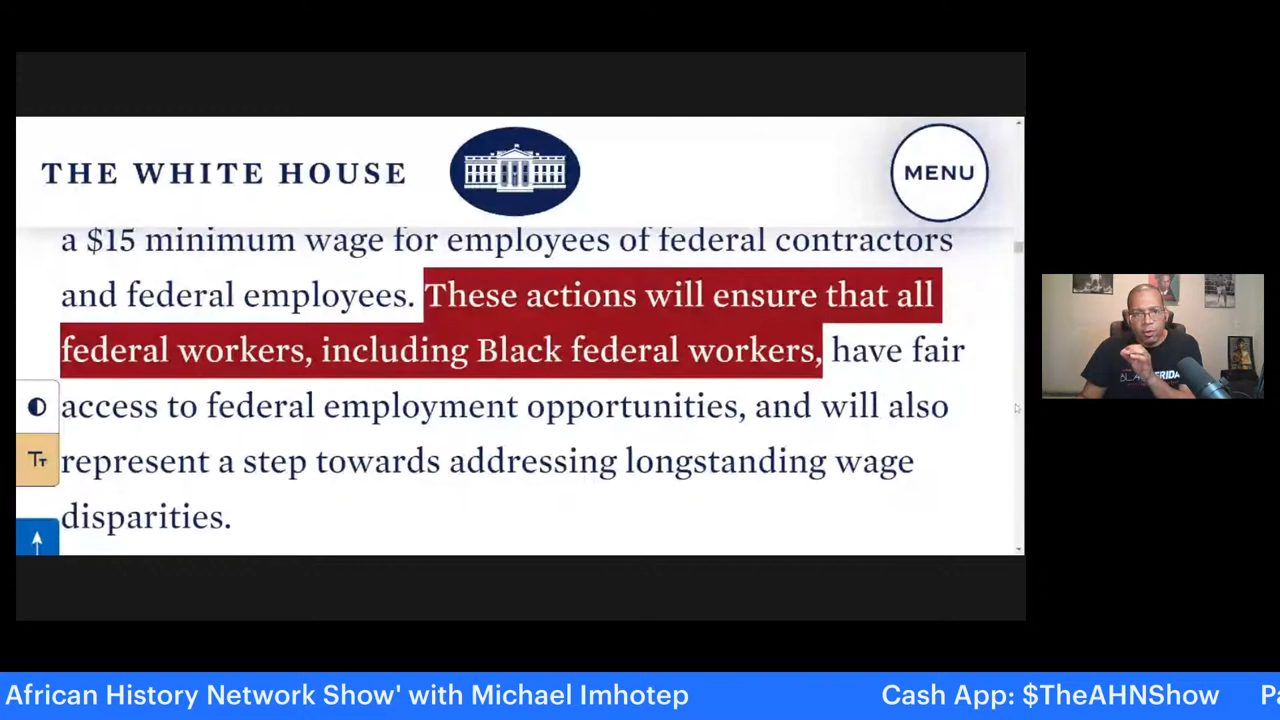 THE WHITE HOUSE
MENU
a $15 minimum wage for employees of federal contractors
and federal employees. These actions will ensure that all
federal workers, including Black federal workers, have fair
access to federal employment opportunities, and will also
represent a step towards addressing longstanding wage
disparities.
TT
African History Network Show' with Michael Imhotep Cash App: $TheAHNShow Pa